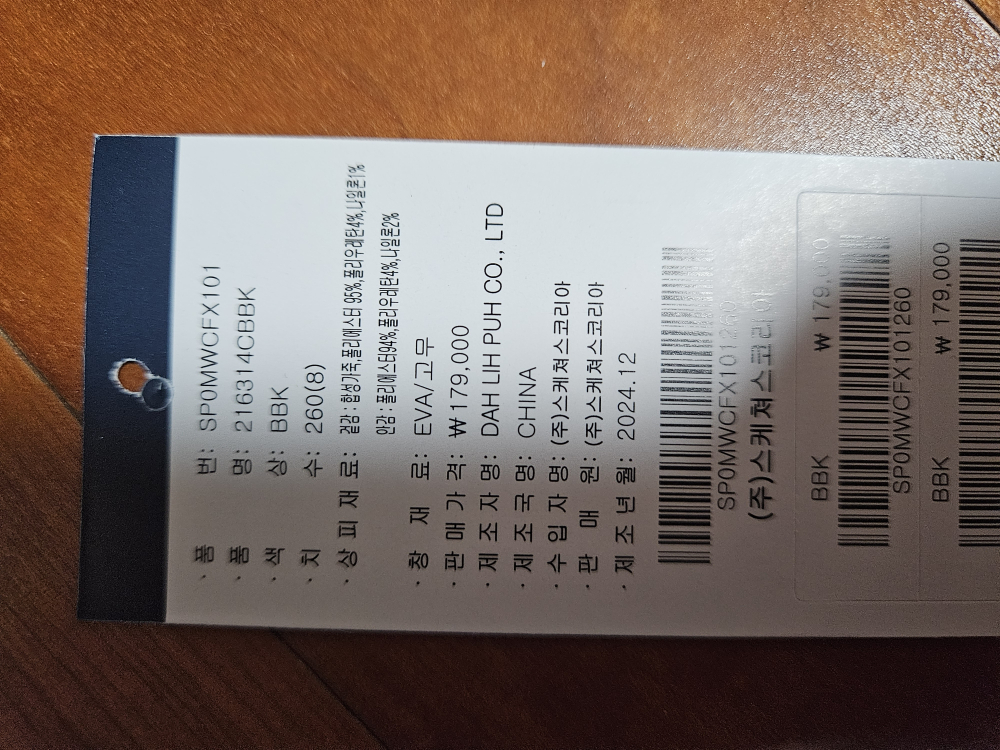 · 품 번: SP0MWCFX101
· 품 명: 216314CBBK
· 색 상: BBK
· 치 수: 260(8)
· 상 피 재 료: 겉감 : 합성가죽,폴리에스터 95%,폴리우레탄4%,나일론1%
안감 : 폴리에스터94%,폴리우레탄4%,나일론2%
· 창 재 료: EVA/고무
· 판 매 가 격: ₩179,000
· 제 조 자 명: DAH LIH PUH CO., LTD
· 제 조 국 명: CHINA
· 수 입 자 명: (주)스케쳐스코리아
· 판 매 원: (주)스케쳐스코리아
· 제 조 년 월: 2024.12
SP0MWCFX101260
(주)스케쳐스코리아
BBK ₩ 179,000
SP0MWCFX101260
BBK ₩ 179,000